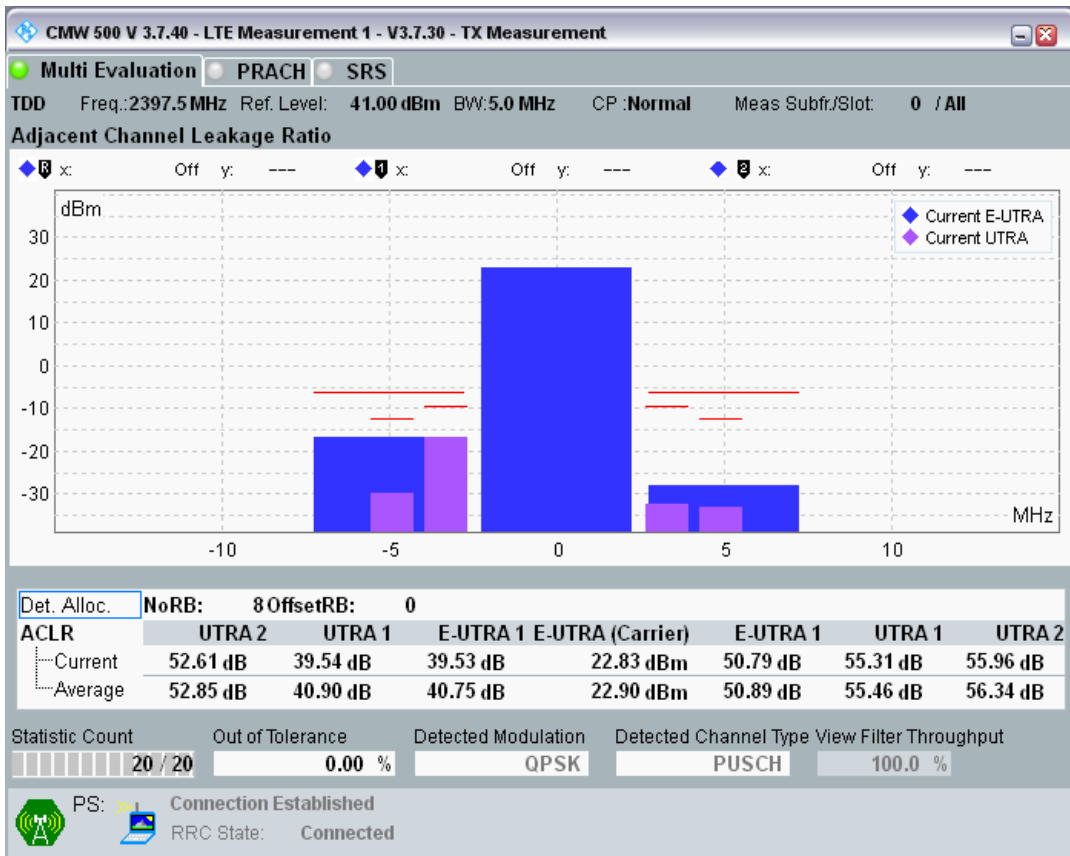 CMW 500 V 3.7.40 - LTE Measurement 1 - V3.7.30 - TX Measurement
Multi Evaluation PRACH SRS
TDD Freq.:2397.5 MHz Ref. Level: 41.00 dBm BW:5.0 MHz CP :Normal Meas Subfr./Slot: 0 / All
Adjacent Channel Leakage Ratio
R x: Off y: --- 1 x: Off y: --- 2 x: Off y: ---
dBm
Current E-UTRA
Current UTRA
30
20
10
0
-10
-20
-30
MHz
-10 -5 0 5 10
Det. Alloc. NoRB: 8 OffsetRB: 0
ACLR UTRA 2 UTRA 1 E-UTRA 1 E-UTRA (Carrier) E-UTRA 1 UTRA 1 UTRA 2
Current 52.61 dB 39.54 dB 39.53 dB 22.83 dBm 50.79 dB 55.31 dB 55.96 dB
Average 52.85 dB 40.90 dB 40.75 dB 22.90 dBm 50.89 dB 55.46 dB 56.34 dB
Statistic Count Out of Tolerance Detected Modulation Detected Channel Type View Filter Throughput
20 / 20 0.00 % QPSK PUSCH 100.0 %
PS: Connection Established
RRC State: Connected